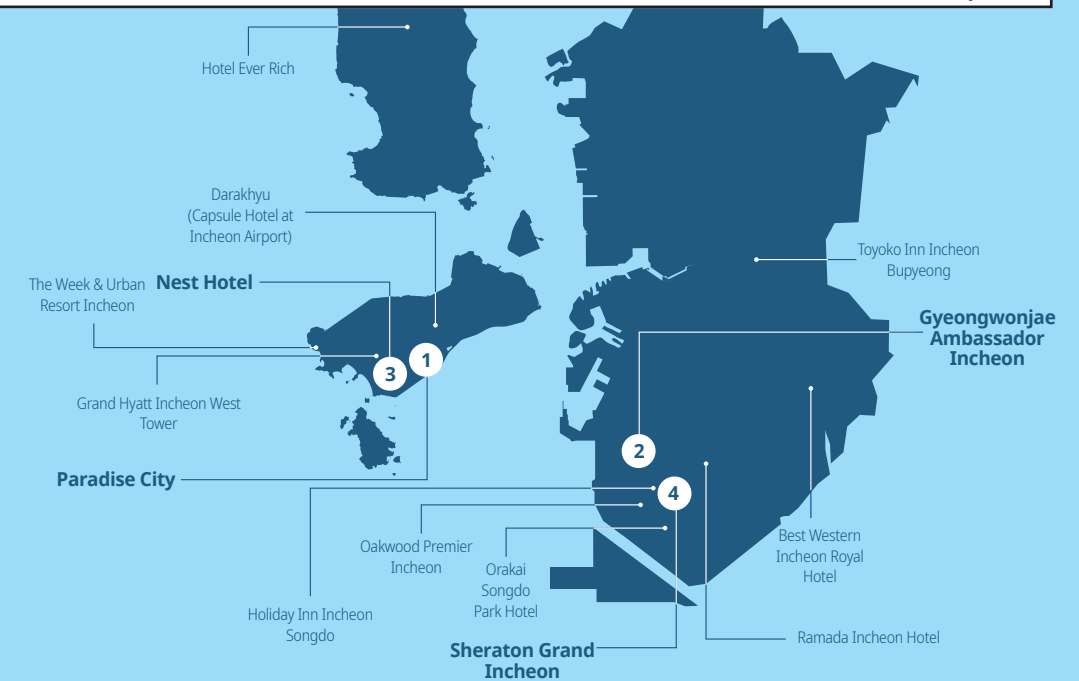 Hotel Ever Rich
Darakhyu
(Capsule Hotel at
Incheon Airport)
Toyoko Inn Incheon
Bupyeong
The Week & Urban
Resort Incheon
Nest Hotel
Gyeongwonjae
Ambassador
Incheon
1
3
Grand Hyatt Incheon West
Tower
2
Paradise City
4
Oakwood Premier
Incheon
Orakai
Songdo
Park Hotel
Best Western
Incheon Royal
Hotel
Holiday Inn Incheon
Songdo
Ramada Incheon Hotel
Sheraton Grand
Incheon